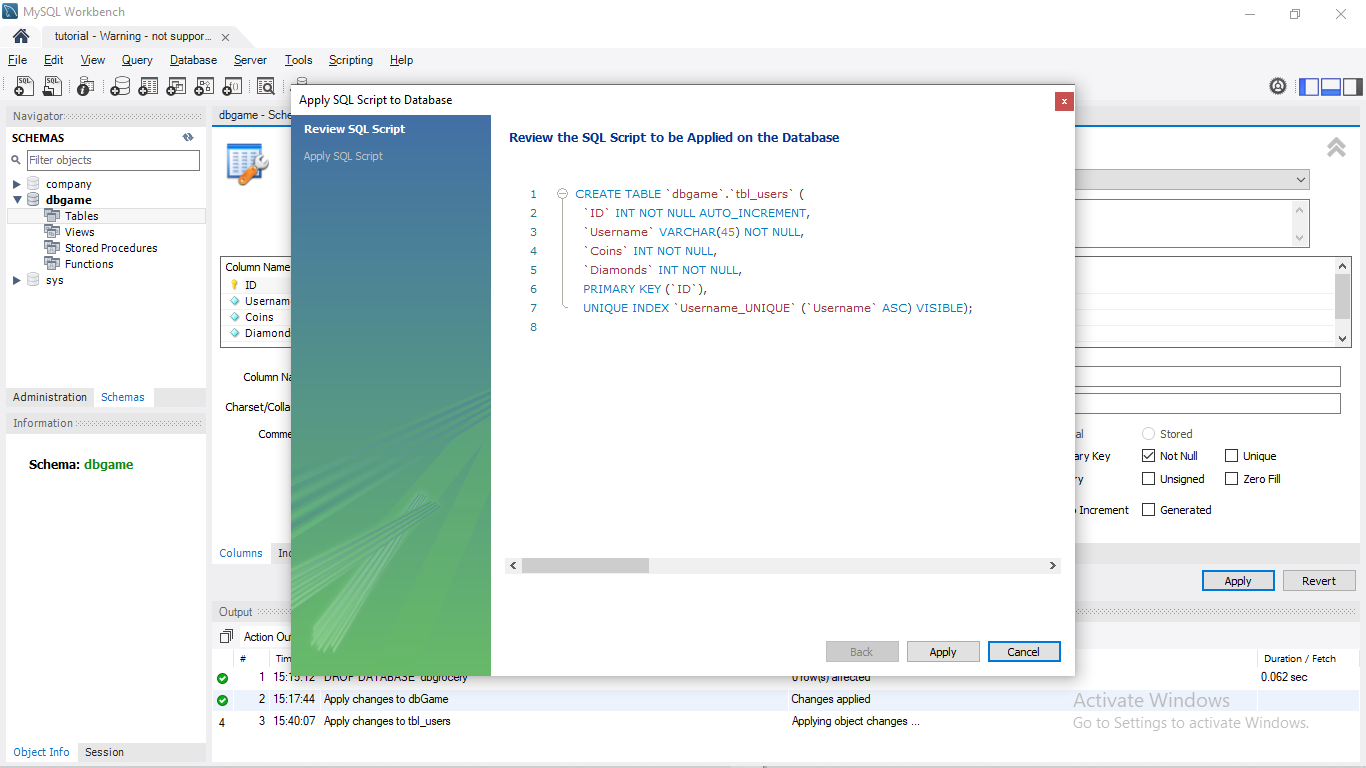 MySQL Workbench
tutorial - Warning - not suppor...
File Edit View Query Database Server Tools Scripting Help
Navigator
SCHEMAS
Filter objects
company
dbgame
Tables
Views
Stored Procedures
Functions
sys
Administration Schemas
Information
Schema: dbgame
Object Info Session
dbgame - Sche
Column Name
ID
Usernam
Coins
Diamond
Column Na
Charset/Colla
Comme
Columns Ind
Apply SQL Script to Database
Review SQL Script
Apply SQL Script
Review the SQL Script to be Applied on the Database
1 CREATE TABLE `dbgame`.`tbl_users` (
2 `ID` INT NOT NULL AUTO_INCREMENT,
3 `Username` VARCHAR(45) NOT NULL,
4 `Coins` INT NOT NULL,
5 `Diamonds` INT NOT NULL,
6 PRIMARY KEY (`ID`),
7 UNIQUE INDEX `Username_UNIQUE` (`Username` ASC) VISIBLE);
8
Back Apply Cancel
al Stored
ary Key Not Null Unique
ry Unsigned Zero Fill
Increment Generated
Apply Revert
Output
Action Ou
# Tim Duration / Fetch
1 15:15:12 DROP DATABASE `dbgrocery` 0 row(s) affected 0.062 sec
2 15:17:44 Apply changes to dbGame Changes applied
4 3 15:40:07 Apply changes to tbl_users Applying object changes ...
Activate Windows
Go to Settings to activate Windows.